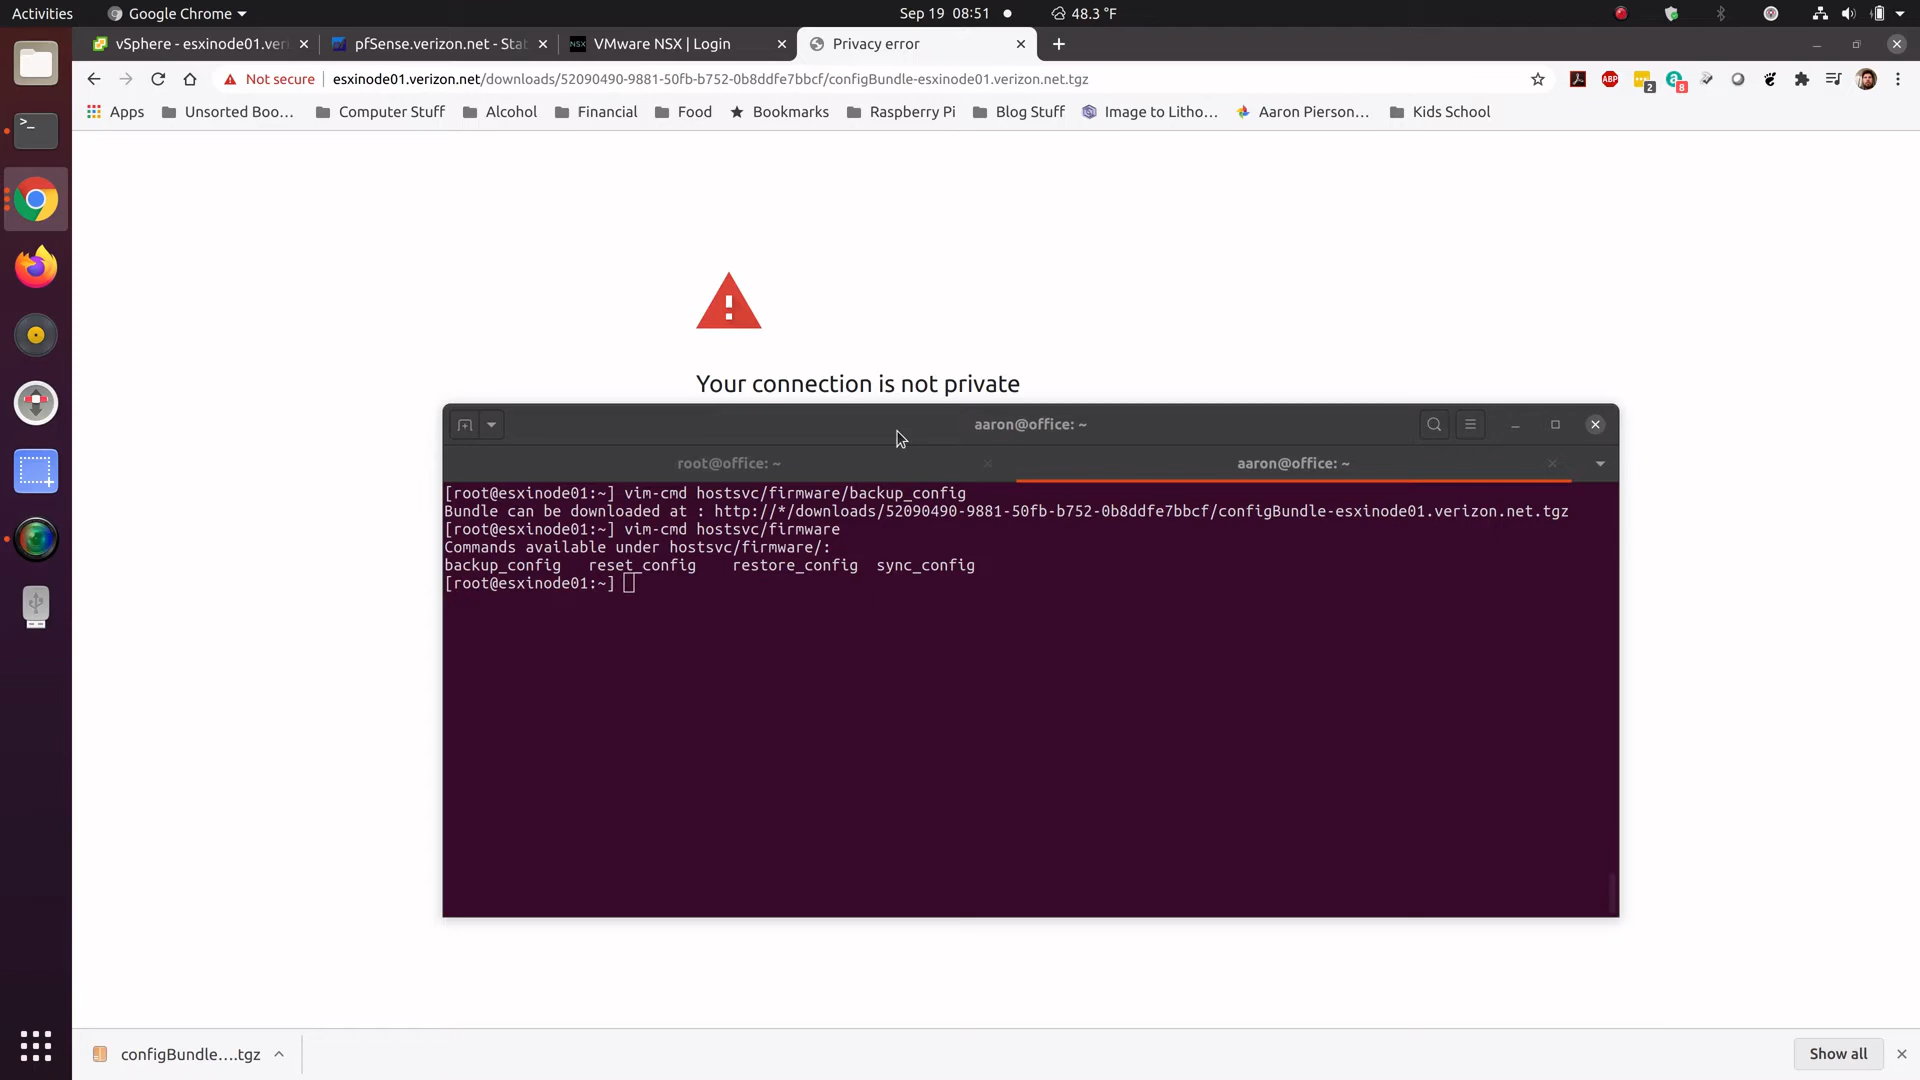 Activities
Google Chrome
Sep 19 08:51
48.3 °F
vSphere - esxinode01.veri
pfSense.verizon.net - Stat
NSX
VMware NSX | Login
Privacy error
Not secure
esxinode01.verizon.net/downloads/52090490-9881-50fb-b752-0b8ddfe7bbcf/configBundle-esxinode01.verizon.net.tgz
ABP
2
8
Apps
Unsorted Boo...
Computer Stuff
Alcohol
Financial
Food
Bookmarks
Raspberry Pi
Blog Stuff
Image to Litho...
Aaron Pierson...
Kids School
Your connection is not private
aaron@office: ~
root@office: ~
aaron@office: ~
[root@esxinode01:~] vim-cmd hostsvc/firmware/backup_config
Bundle can be downloaded at : http://*/downloads/52090490-9881-50fb-b752-0b8ddfe7bbcf/configBundle-esxinode01.verizon.net.tgz
[root@esxinode01:~] vim-cmd hostsvc/firmware
Commands available under hostsvc/firmware/:
backup_config reset_config restore_config sync_config
[root@esxinode01:~]
configBundle....tgz
Show all